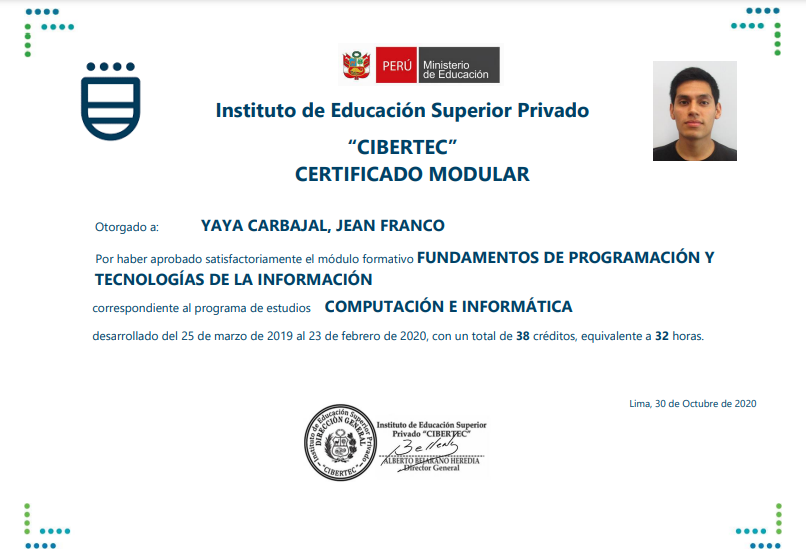 PERÚ
Ministerio
de Educación
Instituto de Educación Superior Privado
“CIBERTEC”
CERTIFICADO MODULAR
Otorgado a: YAYA CARBAJAL, JEAN FRANCO
Por haber aprobado satisfactoriamente el módulo formativo FUNDAMENTOS DE PROGRAMACIÓN Y
TECNOLOGÍAS DE LA INFORMACIÓN
correspondiente al programa de estudios COMPUTACIÓN E INFORMÁTICA
desarrollado del 25 de marzo de 2019 al 23 de febrero de 2020, con un total de 38 créditos, equivalente a 32 horas.
Lima, 30 de Octubre de 2020
Instituto de Educación Superior Privado
DIRECCIÓN GENERAL
"CIBERTEC"
Instituto de Educación Superior
Privado "CIBERTEC"
ALBERTO BEJARANO HEREDIA
Director General